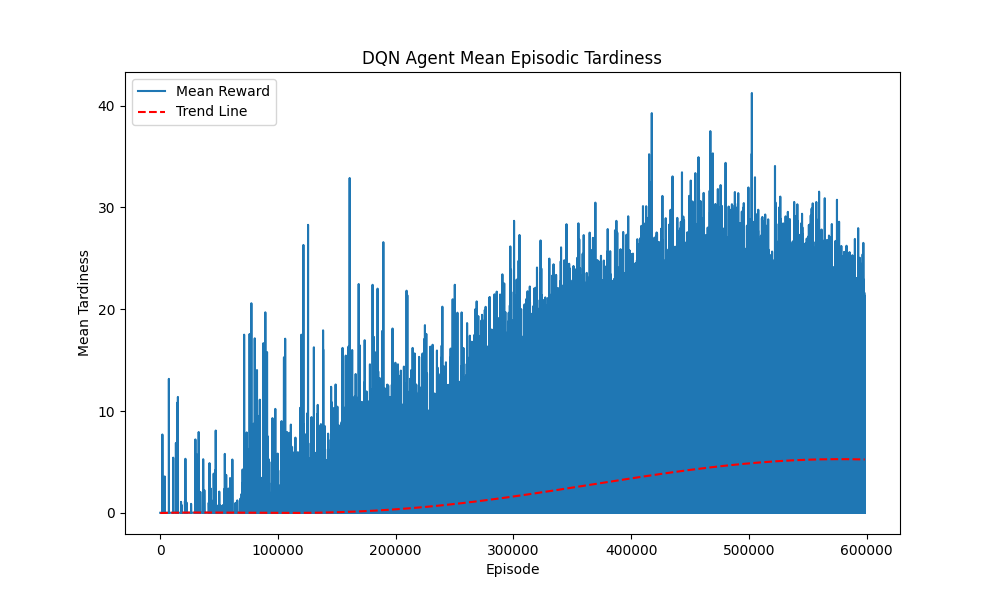 DQN Agent Mean Episodic Tardiness
Mean Reward
Trend Line
40
30
20
10
0
Mean Tardiness
0
100000
200000
300000
400000
500000
600000
Episode